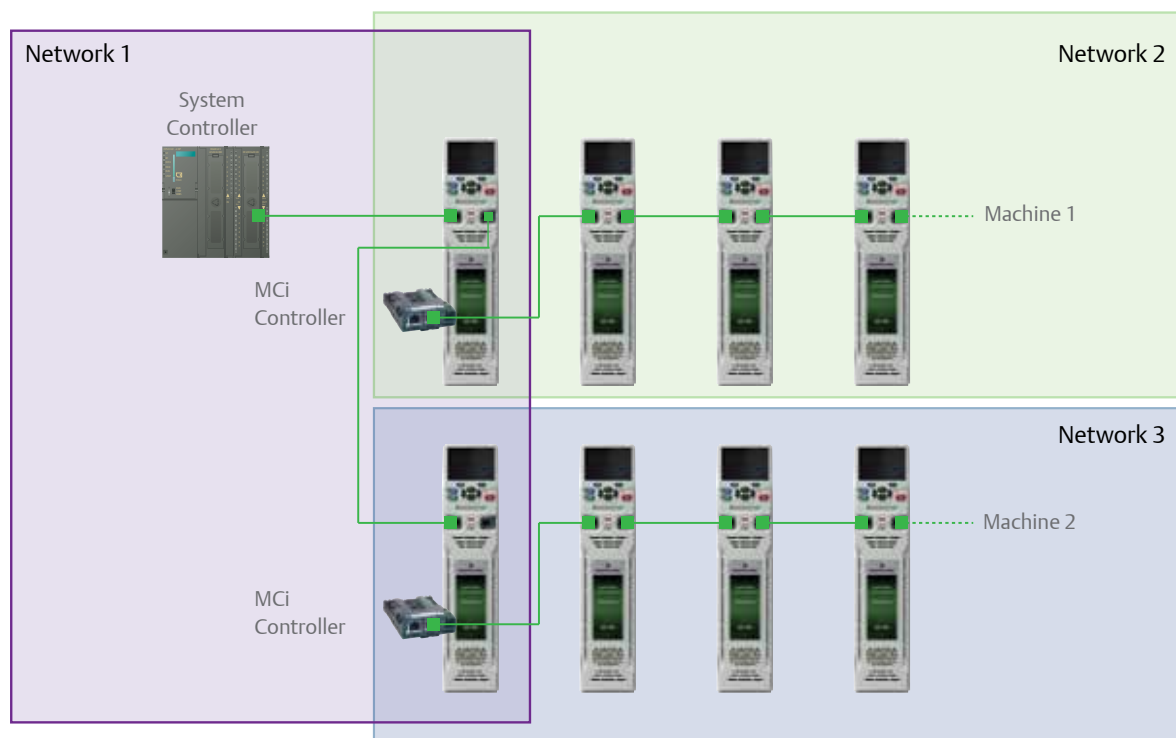 Network 1
Network 2
System
Controller
Machine 1
MCi
Controller
Network 3
Machine 2
MCi
Controller